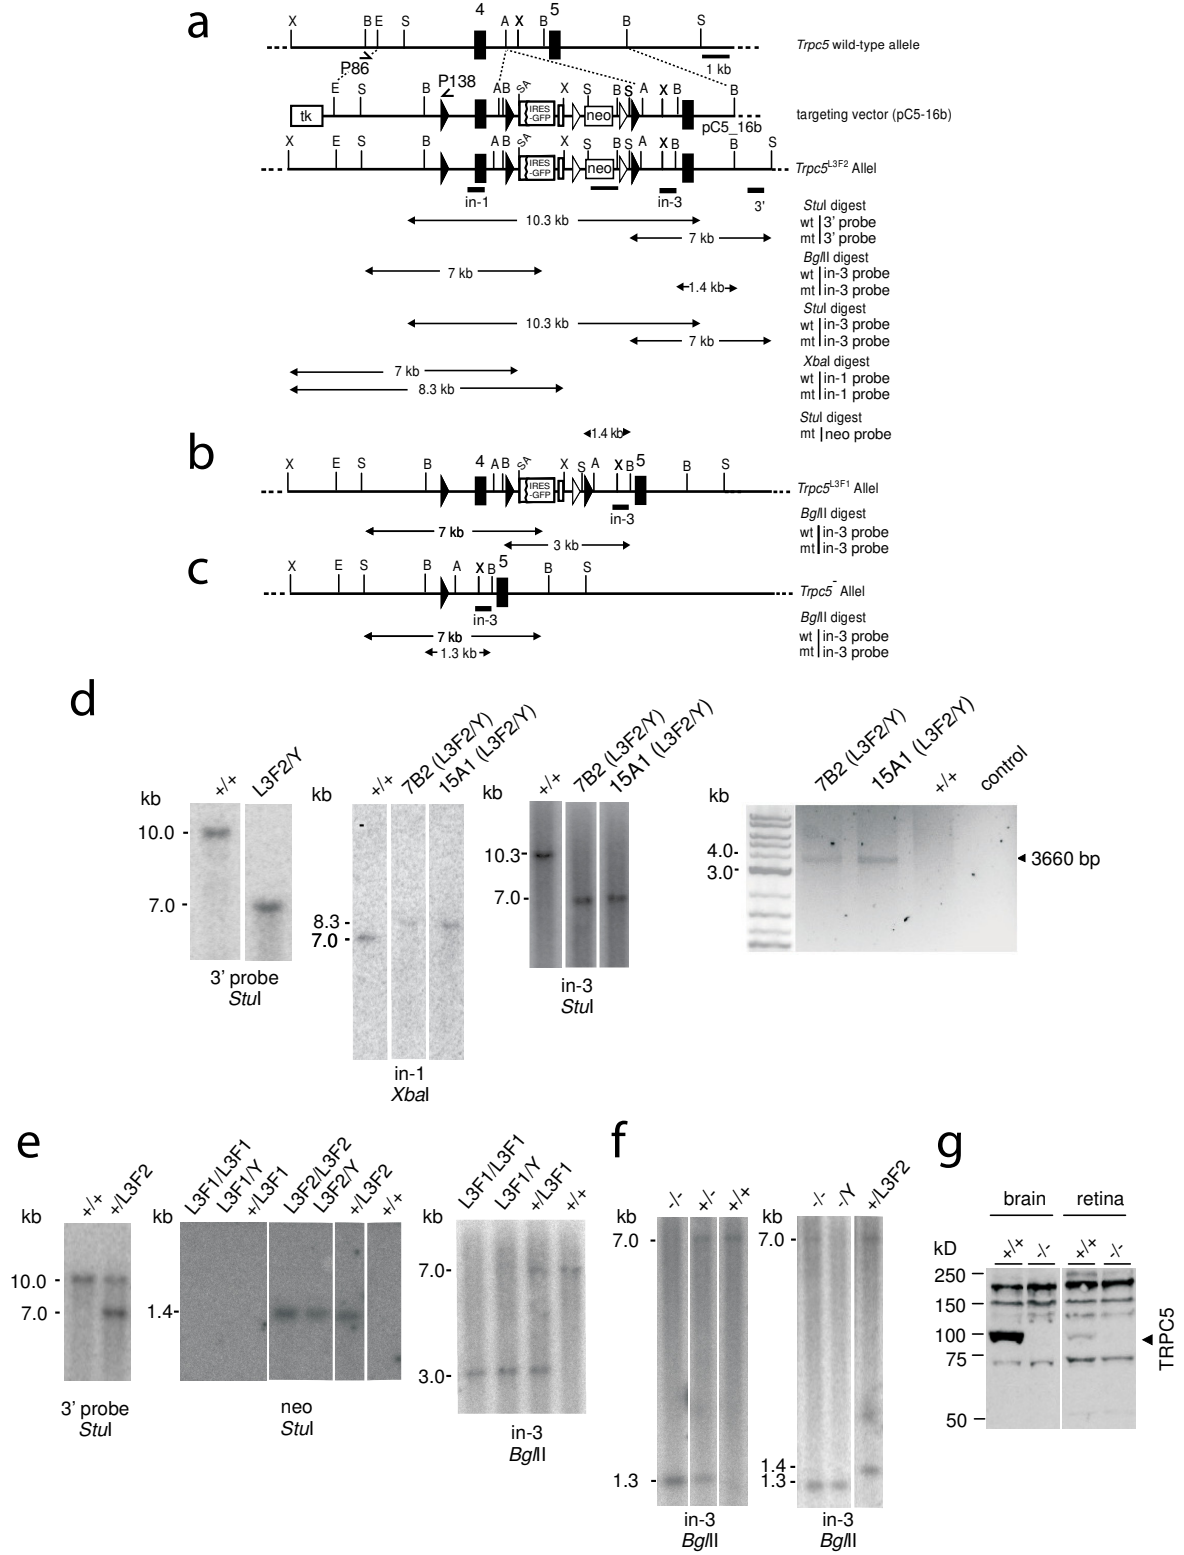 a
4 5
X B E S A X B B S
Trpc5 wild-type allele
1 kb
P86
P138
E S B A B SA X S B S A X B B
tk IRES -GFP neo
targeting vector (pC5-16b)
pC5_16b
X E S B A B SA X S B S A X B B S
IRES -GFP neo
Trpc5L3F2 Allel
in-1 in-3 3'
StuI digest
10.3 kb wt 3' probe
7 kb mt 3' probe
BglII digest
7 kb wt in-3 probe
1.4 kb mt in-3 probe
StuI digest
10.3 kb wt in-3 probe
7 kb mt in-3 probe
XbaI digest
7 kb wt in-1 probe
8.3 kb mt in-1 probe
StuI digest
1.4 kb mt neo probe
b
X E S B 4 A B SA X S A X B 5 B S
IRES -GFP
Trpc5L3F1 Allel
in-3
BglII digest
7 kb wt in-3 probe
3 kb mt in-3 probe
c
X E S B A X B 5 B S
Trpc5- Allel
in-3
BglII digest
7 kb wt in-3 probe
1.3 kb mt in-3 probe
d
kb +/+ L3F2/Y
10.0
7.0
3' probe
StuI
kb +/+ 7B2 (L3F2/Y) 15A1 (L3F2/Y)
8.3
7.0
in-1
XbaI
kb +/+ 7B2 (L3F2/Y) 15A1 (L3F2/Y)
10.3
7.0
in-3
StuI
kb 7B2 (L3F2/Y) 15A1 (L3F2/Y) +/+ control
4.0
3.0
3660 bp
e
kb +/+ +/L3F2
10.0
7.0
3' probe
StuI
kb L3F1/L3F1 L3F1/Y +/L3F1 L3F2/L3F2 L3F2/Y +/L3F2 +/+
1.4
neo
StuI
kb L3F1/L3F1 L3F1/Y +/L3F1 +/+
7.0
3.0
in-3
BglII
f
kb -/- +/- +/+
7.0
1.3
in-3
BglII
kb -/- -/Y +/L3F2
7.0
1.4
1.3
in-3
BglII
g
brain retina
kD +/+ -/- +/+ -/-
250
150
100
75
50
TRPC5